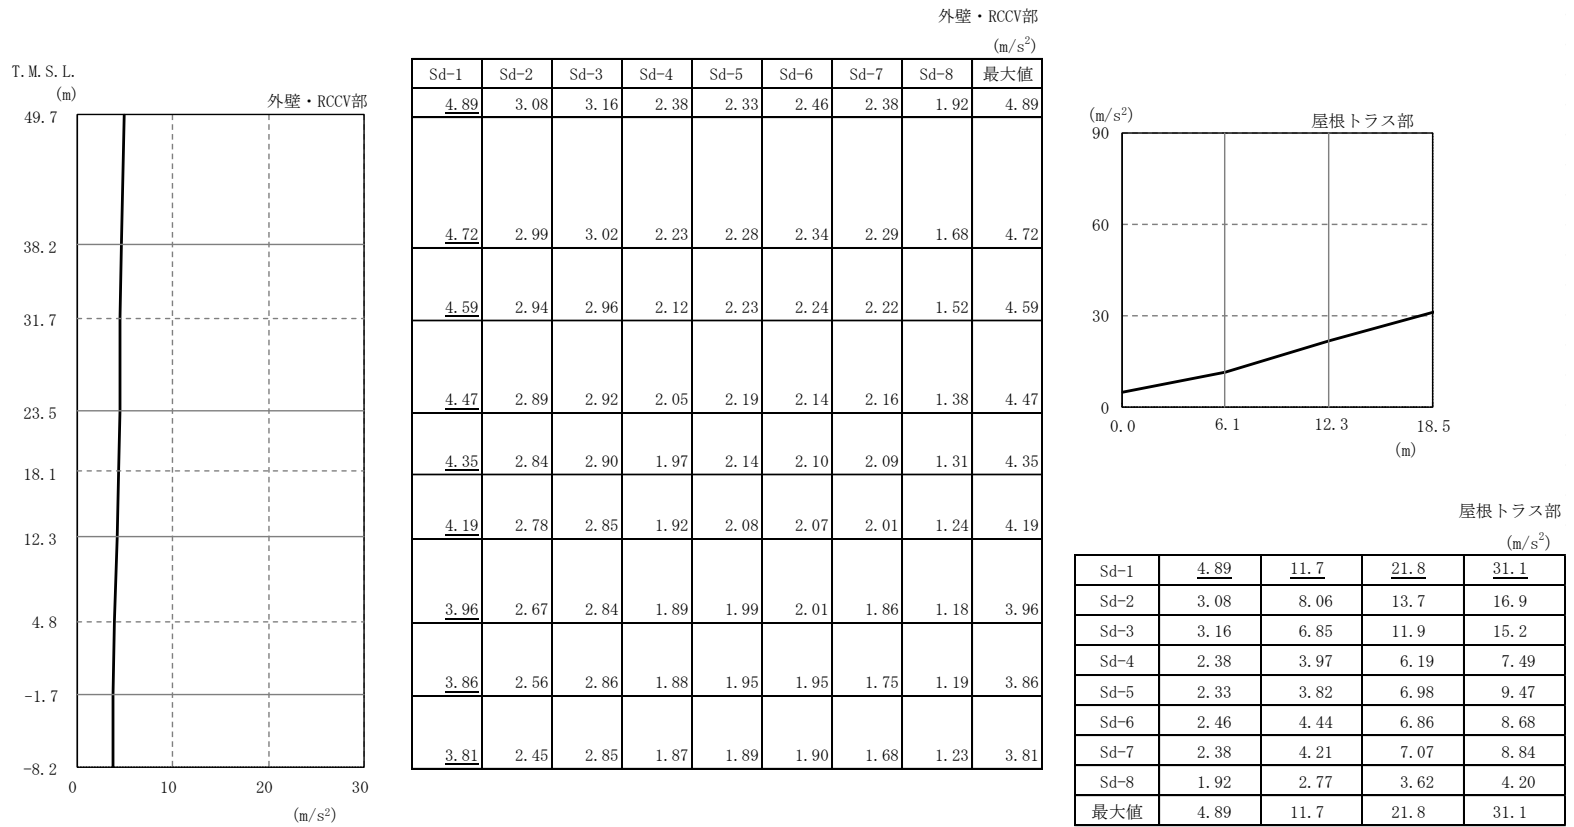 T.M.S.L.
(m)
外壁・RCCV部
49.7
38.2
31.7
23.5
18.1
12.3
4.8
-1.7
-8.2
0 10 20 30
(m/s²)
外壁・RCCV部
(m/s²)
Sd-1 Sd-2 Sd-3 Sd-4 Sd-5 Sd-6 Sd-7 Sd-8 最大値
4.89 3.08 3.16 2.38 2.33 2.46 2.38 1.92 4.89
4.72 2.99 3.02 2.23 2.28 2.34 2.29 1.68 4.72
4.59 2.94 2.96 2.12 2.23 2.24 2.22 1.52 4.59
4.47 2.89 2.92 2.05 2.19 2.14 2.16 1.38 4.47
4.35 2.84 2.90 1.97 2.14 2.10 2.09 1.31 4.35
4.19 2.78 2.85 1.92 2.08 2.07 2.01 1.24 4.19
3.96 2.67 2.84 1.89 1.99 2.01 1.86 1.18 3.96
3.86 2.56 2.86 1.88 1.95 1.95 1.75 1.19 3.86
3.81 2.45 2.85 1.87 1.89 1.90 1.68 1.23 3.81
(m/s²)
屋根トラス部
90
60
30
0
0.0 6.1 12.3 18.5
(m)
屋根トラス部
(m/s²)
Sd-1 4.89 11.7 21.8 31.1
Sd-2 3.08 8.06 13.7 16.9
Sd-3 3.16 6.85 11.9 15.2
Sd-4 2.38 3.97 6.19 7.49
Sd-5 2.33 3.82 6.98 9.47
Sd-6 2.46 4.44 6.86 8.68
Sd-7 2.38 4.21 7.07 8.84
Sd-8 1.92 2.77 3.62 4.20
最大値 4.89 11.7 21.8 31.1